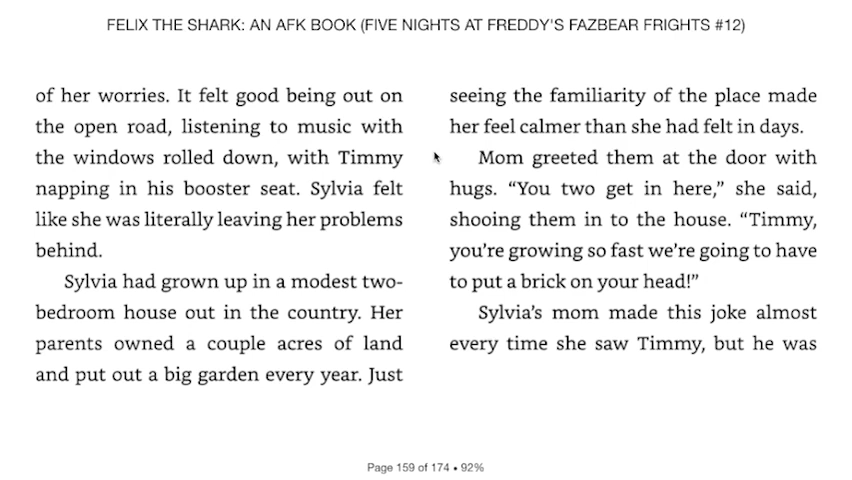 FELIX THE SHARK: AN AFK BOOK (FIVE NIGHTS AT FREDDY'S FAZBEAR FRIGHTS #12)
of her worries. It felt good being out on
the open road, listening to music with
the windows rolled down, with Timmy
napping in his booster seat. Sylvia felt
like she was literally leaving her problems
behind.
Sylvia had grown up in a modest two-
bedroom house out in the country. Her
parents owned a couple acres of land
and put out a big garden every year. Just
seeing the familiarity of the place made
her feel calmer than she had felt in days.
Mom greeted them at the door with
hugs. “You two get in here,” she said,
shooing them in to the house. “Timmy,
you’re growing so fast we’re going to have
to put a brick on your head!”
Sylvia’s mom made this joke almost
every time she saw Timmy, but he was
Page 159 of 174 • 92%